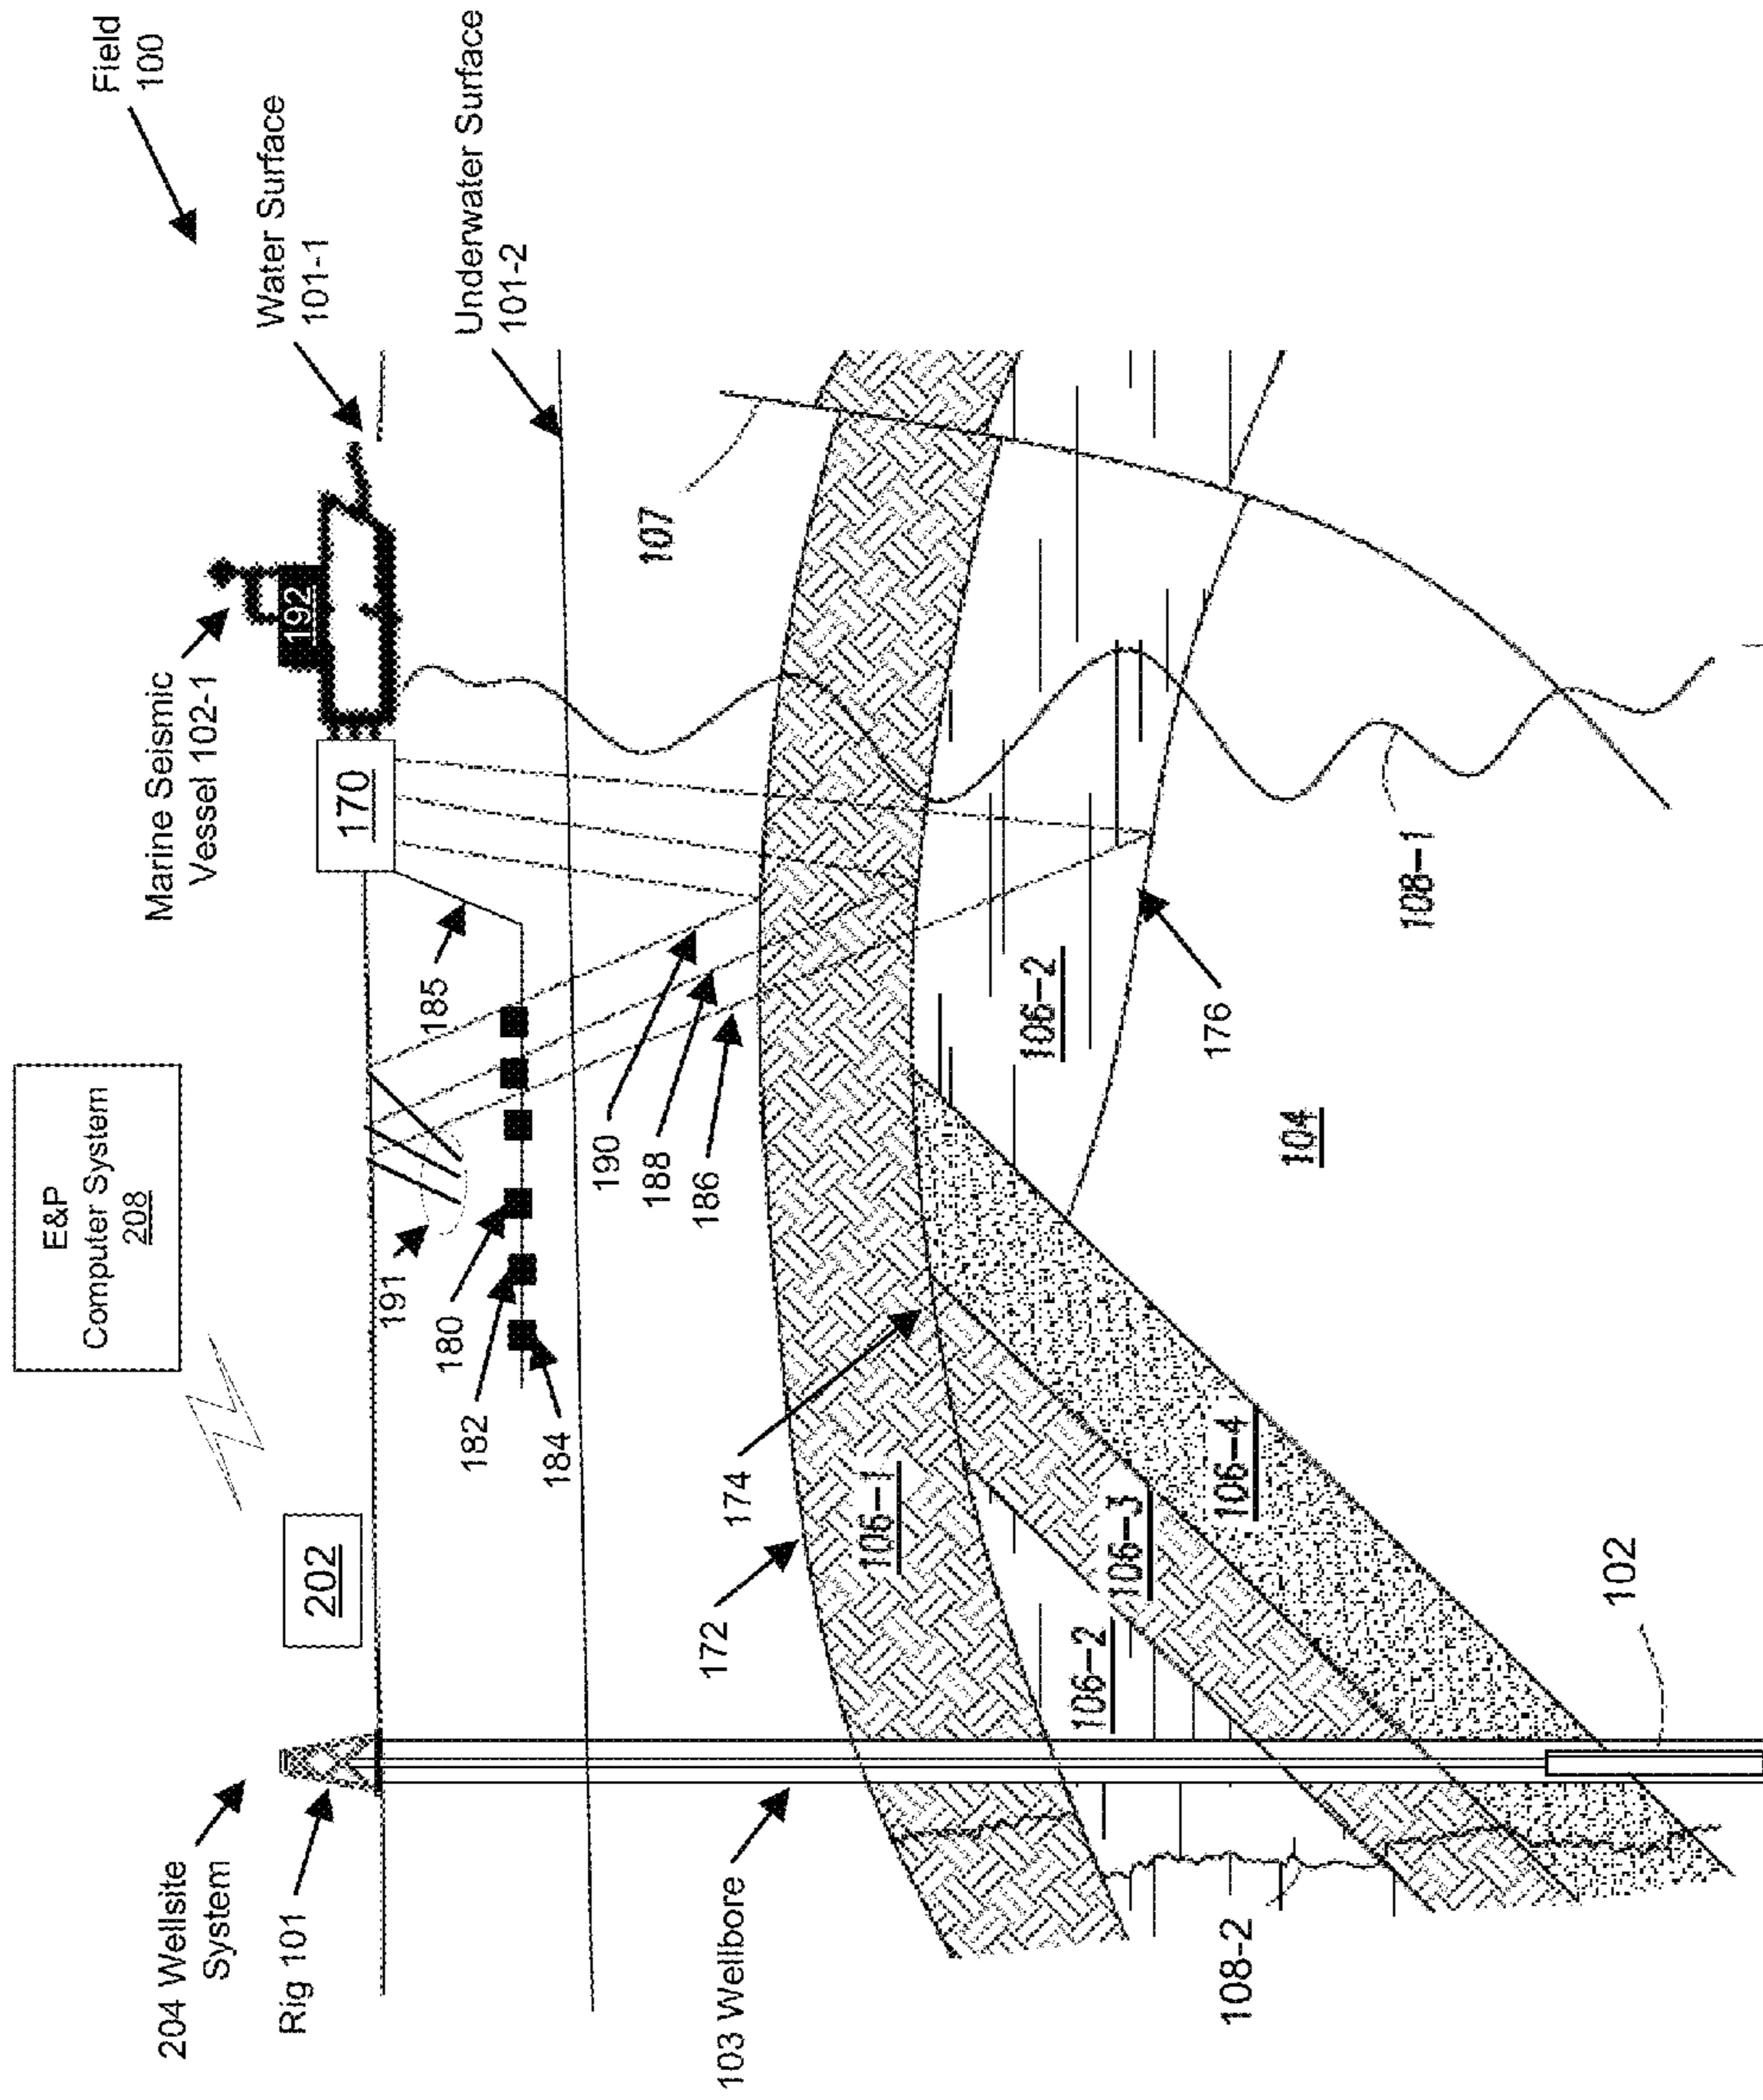 Field
100
E&P
Computer System
208
Marine Seismic
Vessel 102-1
Water Surface
101-1
204 Wellsite
System
Rig 101
202
170
192
Underwater Surface
101-2
191
185
180
182
184
190
188
186
107
103 Wellbore
172
174
106-1
106-2
176
106-2
106-3
106-4
104
108-1
108-2
102